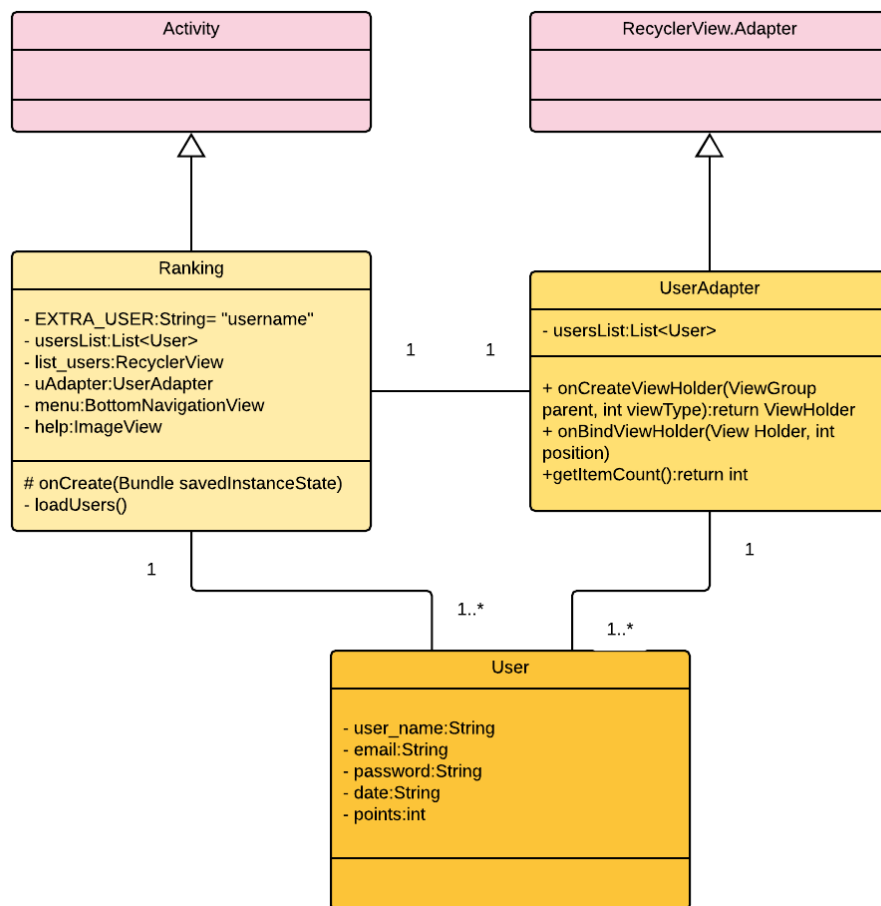 Activity
RecyclerView.Adapter
Ranking
- EXTRA_USER:String= "username"
- usersList:List<User>
- list_users:RecyclerView
- uAdapter:UserAdapter
- menu:BottomNavigationView
- help:ImageView
# onCreate(Bundle savedInstanceState)
- loadUsers()
1
1
UserAdapter
- usersList:List<User>
+ onCreateViewHolder(ViewGroup
parent, int viewType):return ViewHolder
+ onBindViewHolder(View Holder, int
position)
+getItemCount():return int
1
1..*
1
1..*
User
- user_name:String
- email:String
- password:String
- date:String
- points:int